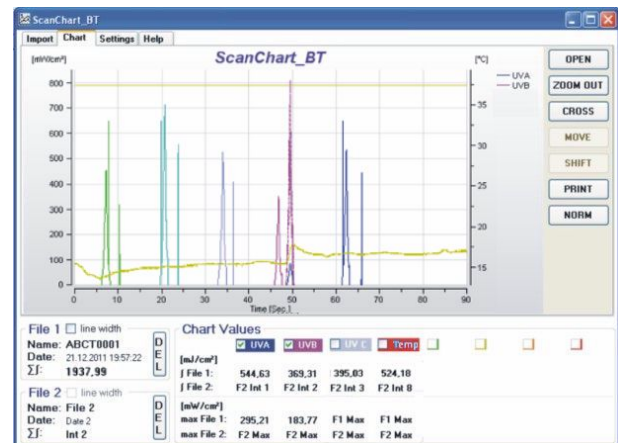 ScanChart_BT
Import Chart Settings Help
[mW/cm²] ScanChart_BT [°C]
UVA
UVB
800
700
600
500
400
300
200
100
0
35
30
25
20
15
0 10 20 30 40 50 60 70 80 90
Time [Sec.]
OPEN
ZOOM OUT
CROSS
MOVE
SHIFT
PRINT
NORM
File 1 line width
Name: ABCT0001
Date: 21.12.2011 19:57:22
Σ∫: 1937,99
DEL
File 2 line width
Name: File 2
Date: Date 2
Σ∫: Int 2
DEL
Chart Values
UVA UVB UV C Temp
[mJ/cm²]
∫ File 1: 544,63 369,31 395,03 524,18
∫ File 2: F2 Int 1 F2 Int 2 F2 Int 3 F2 Int 8
[mW/cm²]
max File 1: 295,21 183,77 F1 Max F1 Max
max File 2: F2 Max F2 Max F2 Max F2 Max